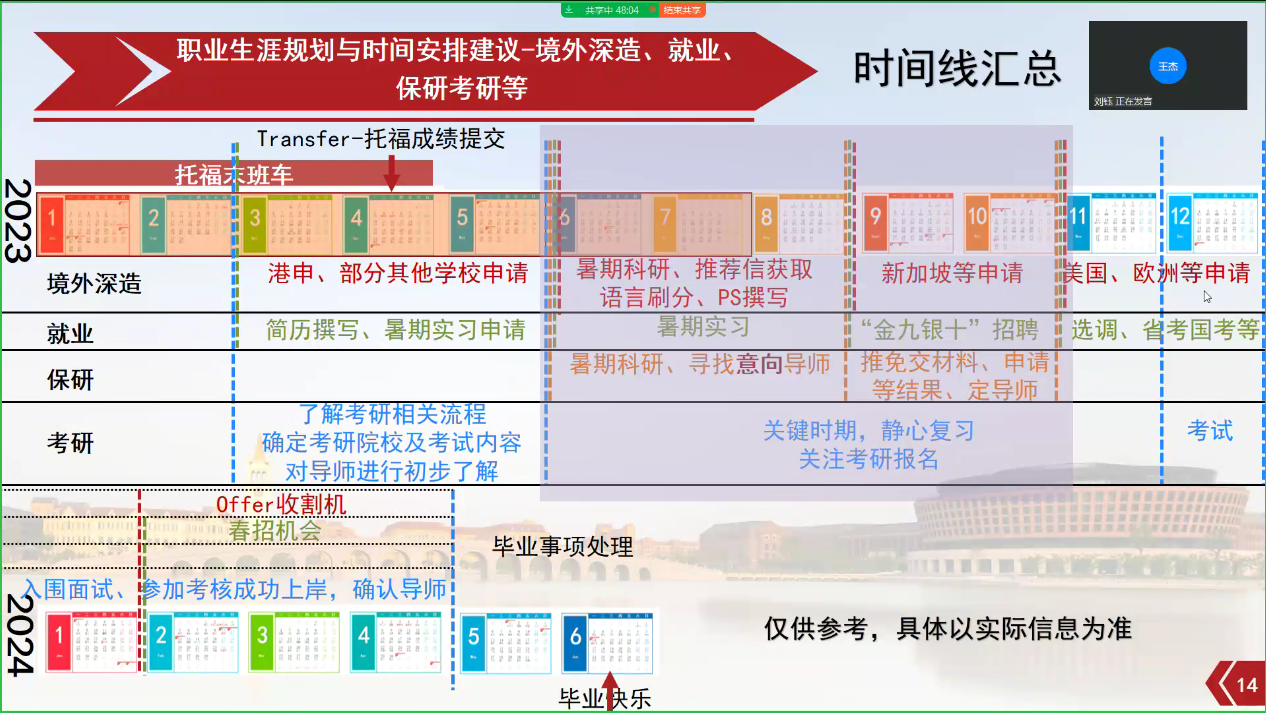 共享中 48:04 结束共享
职业生涯规划与时间安排建议-境外深造、就业、
保研考研等
时间线汇总
王杰
刘钰 正在发言
Transfer-托福成绩提交
托福末班车
2023
1 2 3 4 5 6 7 8 9 10 11 12
境外深造
港申、部分其他学校申请
暑期科研、推荐信获取
语言刷分、PS撰写
新加坡等申请
美国、欧洲等申请
就业
简历撰写、暑期实习申请
暑期实习
“金九银十”招聘
选调、省考国考等
保研
暑期科研、寻找意向导师
推免交材料、申请
等结果、定导师
考研
了解考研相关流程
确定考研院校及考试内容
对导师进行初步了解
关键时期，静心复习
关注考研报名
考试
Offer收割机
春招机会
毕业事项处理
入围面试、参加考核成功上岸，确认导师
2024
1 2 3 4 5 6
仅供参考，具体以实际信息为准
毕业快乐
14